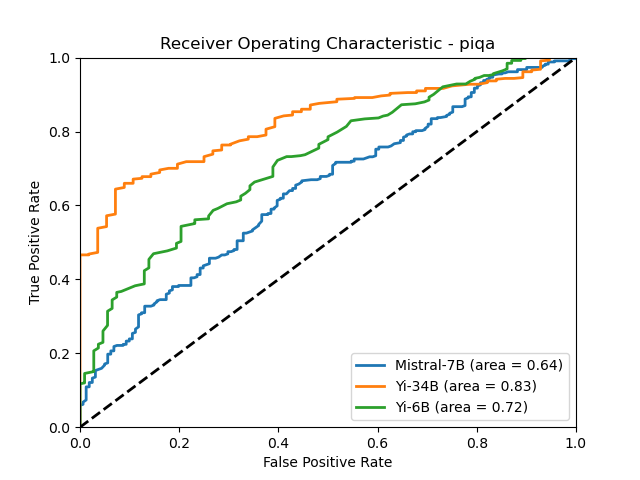 Receiver Operating Characteristic - piqa
1.0
0.8
0.6
0.4
0.2
0.0
True Positive Rate
Mistral-7B (area = 0.64)
Yi-34B (area = 0.83)
Yi-6B (area = 0.72)
0.0 0.2 0.4 0.6 0.8 1.0
False Positive Rate